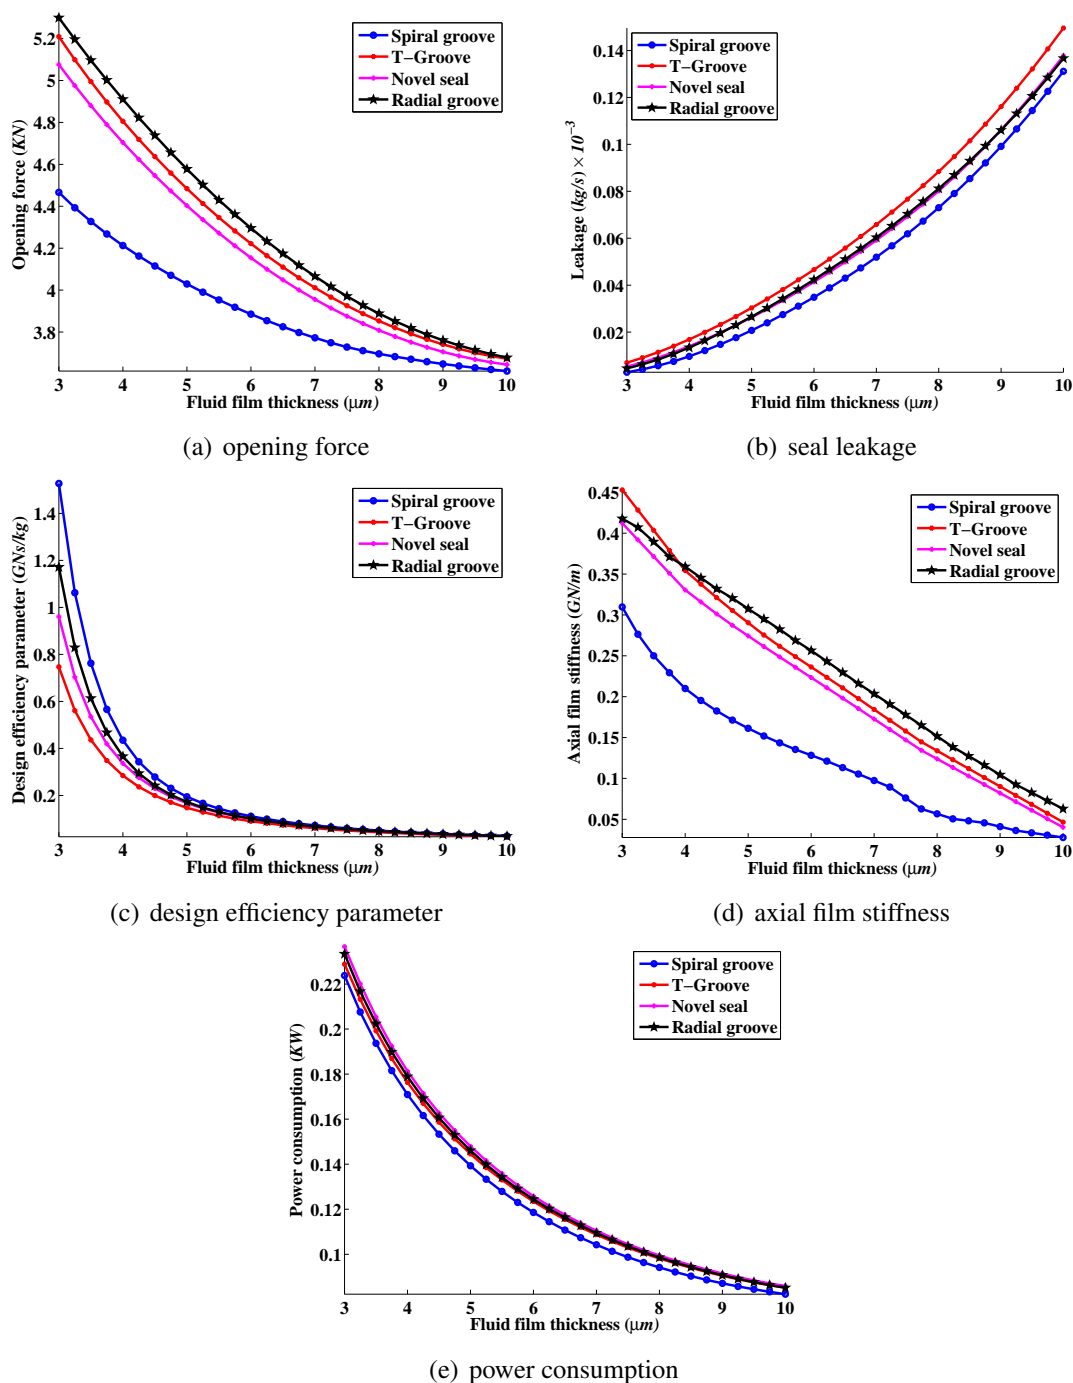 5.2
5
4.8
4.6
4.4
4.2
4
3.8
Opening force (KN)
Spiral groove
T-Groove
Novel seal
Radial groove
3 4 5 6 7 8 9 10
Fluid film thickness (μm)
(a) opening force
0.14
0.12
0.1
0.08
0.06
0.04
0.02
Leakage (kg/s) × 10⁻³
Spiral groove
T-Groove
Novel seal
Radial groove
3 4 5 6 7 8 9 10
Fluid film thickness (μm)
(b) seal leakage
1.4
1.2
1
0.8
0.6
0.4
0.2
Design efficiency parameter (GNs/kg)
Spiral groove
T-Groove
Novel seal
Radial groove
3 4 5 6 7 8 9 10
Fluid film thickness (μm)
(c) design efficiency parameter
0.45
0.4
0.35
0.3
0.25
0.2
0.15
0.1
0.05
Axial film stiffness (GN/m)
Spiral groove
T-Groove
Novel seal
Radial groove
3 4 5 6 7 8 9 10
Fluid film thickness (μm)
(d) axial film stiffness
0.22
0.2
0.18
0.16
0.14
0.12
0.1
Power consumption (KW)
Spiral groove
T-Groove
Novel seal
Radial groove
3 4 5 6 7 8 9 10
Fluid film thickness (μm)
(e) power consumption